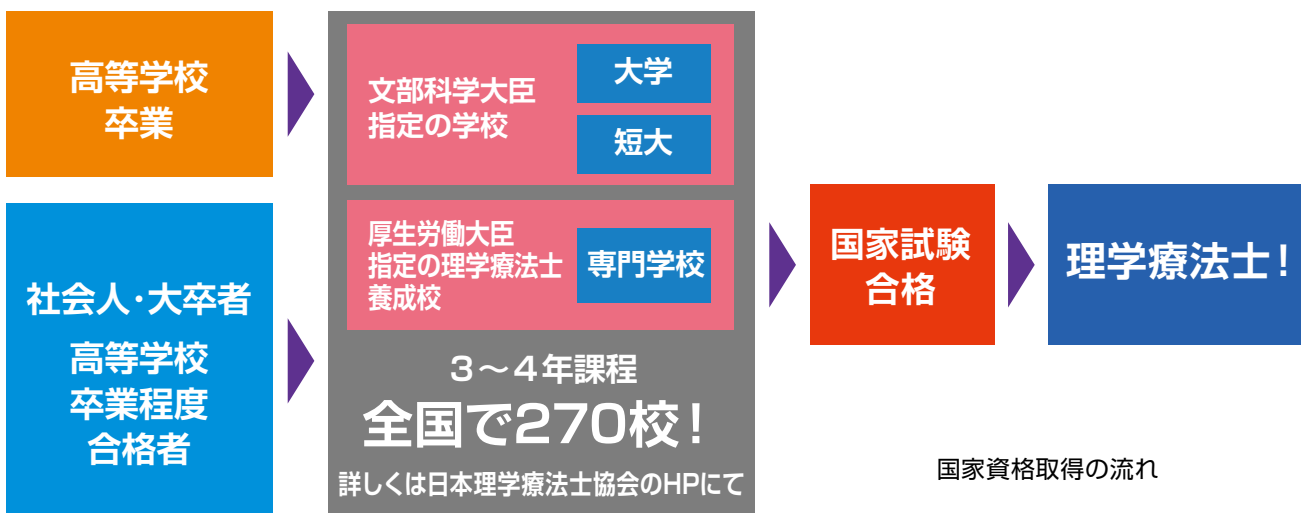 高等学校
卒業
社会人・大卒者
高等学校
卒業程度
合格者
文部科学大臣
指定の学校
大学
短大
厚生労働大臣
指定の理学療法士
養成校
専門学校
3～4年課程
全国で270校！
詳しくは日本理学療法士協会のHPにて
国家試験
合格
理学療法士！
国家資格取得の流れ